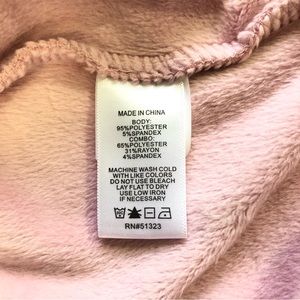 MADE IN CHINA
BODY:
95%POLYESTER
5%SPANDEX
COMBO:
65%POLYESTER
31%RAYON
4%SPANDEX
MACHINE WASH COLD
WITH LIKE COLORS
DO NOT USE BLEACH
LAY FLAT TO DRY
USE LOW IRON
IF NECESSARY
RN#51323